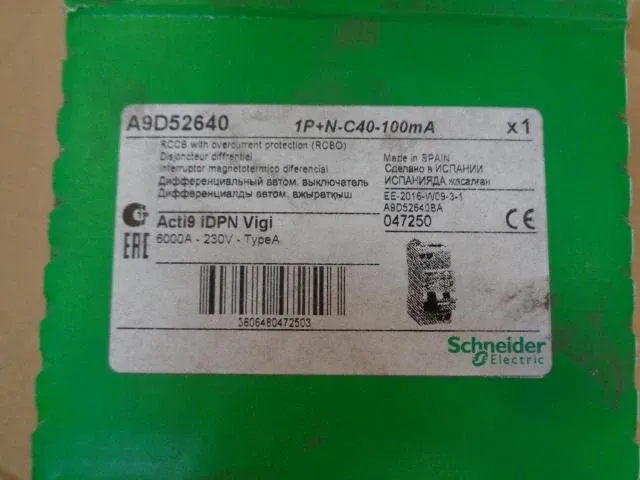 A9D52640 1P+N-C40-100mA x1
RCCB with overcurrent protection (RCBO)
Disjoncteur diffrentiel
Interruptor magnetotermico diferencial
Дифференциальный автом. выключатель
Дифференциалды автом. ажыратқыш
Made in SPAIN
Сделано в ИСПАНИИ
ИСПАНИЯДА жасалған
EE-2016-W09-3-1
A9D52640BA
047250
CE
EAC
Acti9 iDPN Vigi
6000A - 230V - TypeA
3606480472503
Schneider
Electric